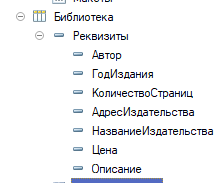 Библиотека
Реквизиты
Автор
ГодИздания
КоличествоСтраниц
АдресИздательства
НазваниеИздательства
Цена
Описание